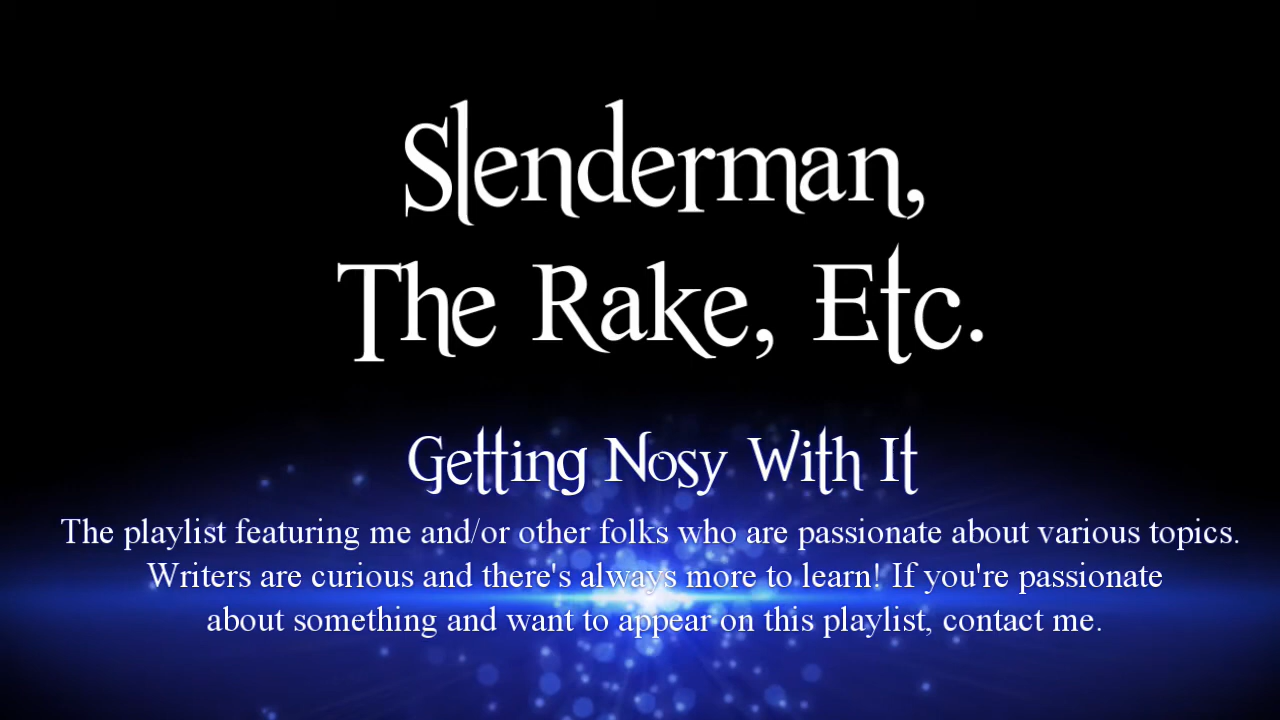 Slenderman,
The Rake, Etc.
Getting Nosy With It
The playlist featuring me and/or other folks who are passionate about various topics.
Writers are curious and there's always more to learn! If you're passionate
about something and want to appear on this playlist, contact me.